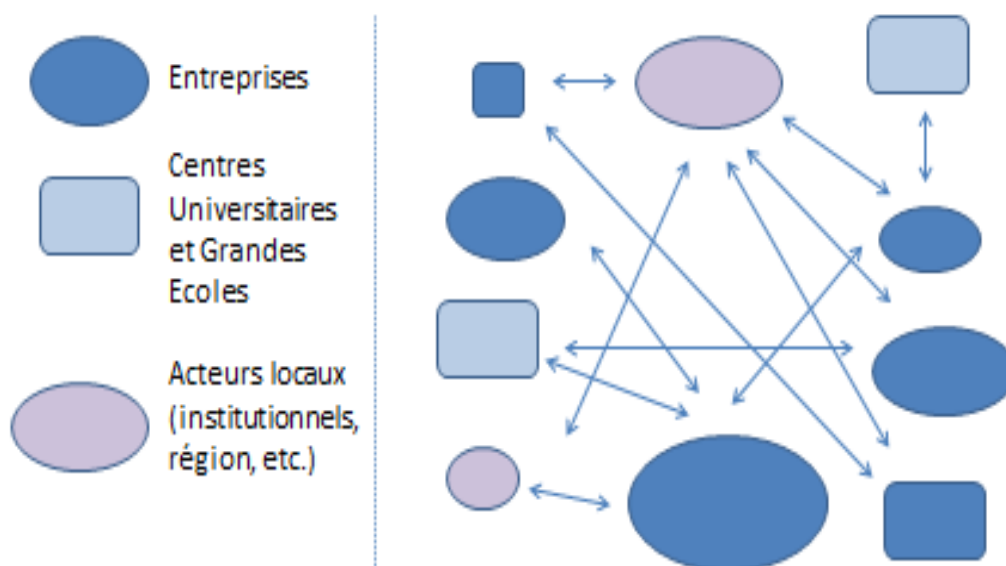 Entreprises
Centres
Universitaires
et Grandes
Ecoles
Acteurs locaux
(institutionnels,
région, etc.)